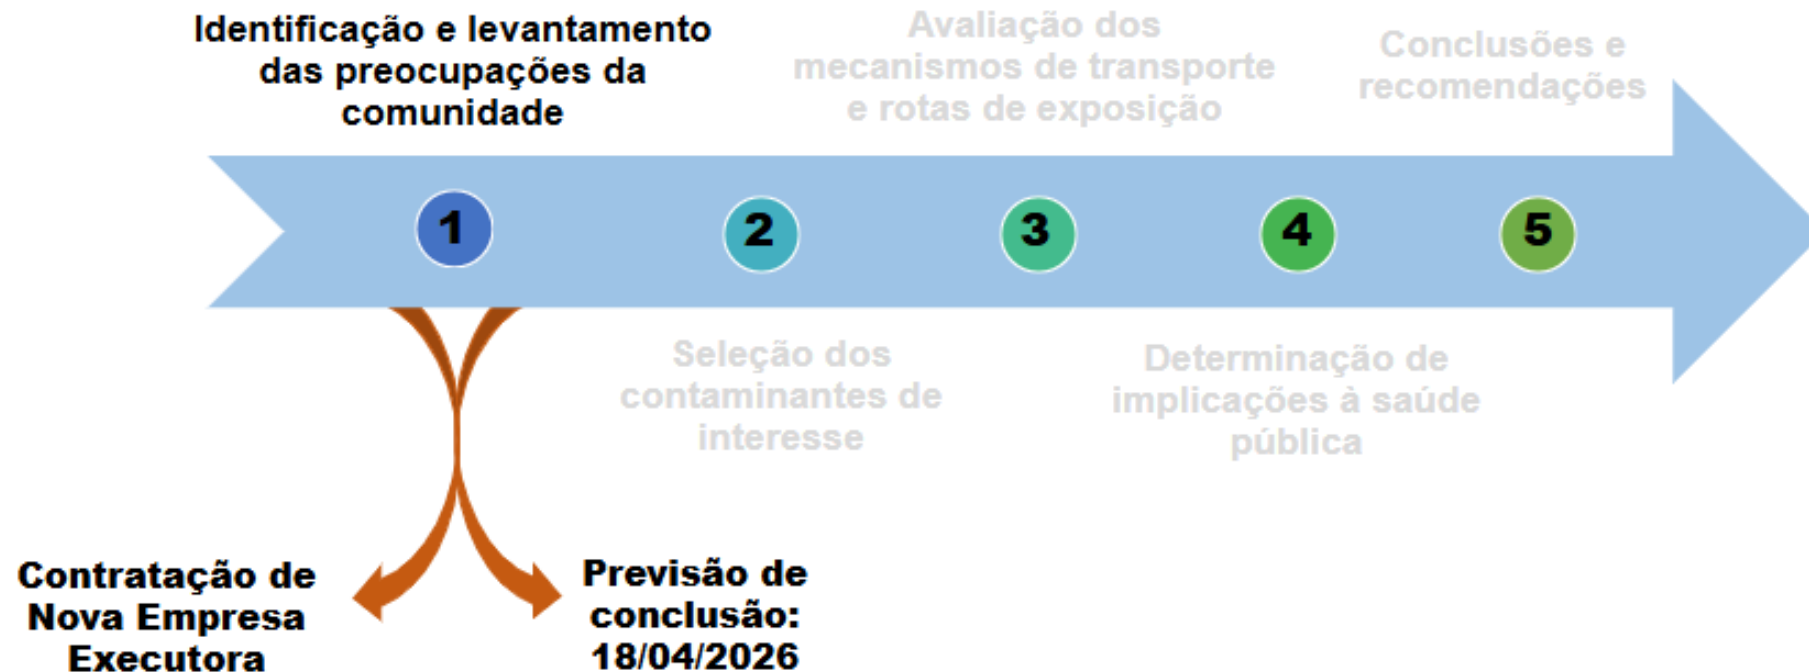 Identificação e levantamento
das preocupações da
comunidade
Avaliação dos
mecanismos de transporte
e rotas de exposição
Conclusões e
recomendações
1
2
3
4
5
Seleção dos
contaminantes de
interesse
Determinação de
implicações à saúde
pública
Contratação de
Nova Empresa
Executora
Previsão de
conclusão:
18/04/2026